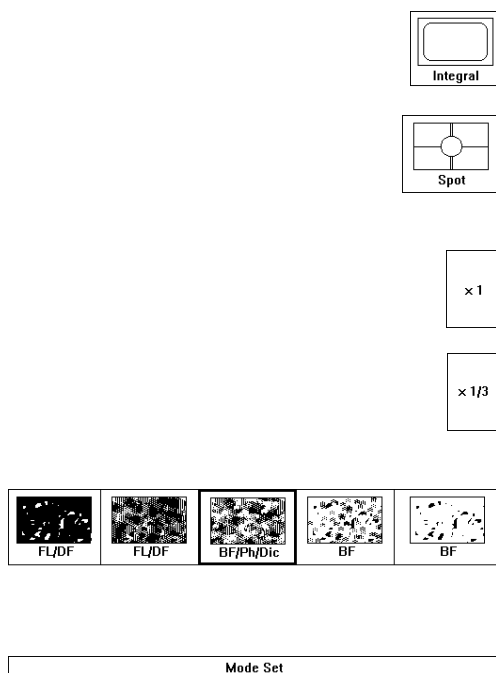 Integral
Spot
× 1
× 1/3
FL/DF FL/DF BF/Ph/Dic BF BF
Mode Set